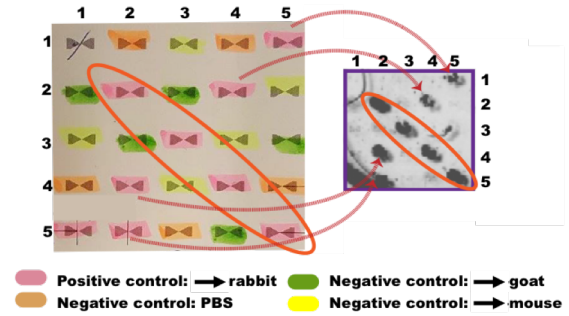 1 2 3 4 5
1
2
3
4
5
1 2 3 4 5
1
2
3
4
5
Positive control: → rabbit
Negative control: PBS
Negative control: → goat
Negative control: → mouse